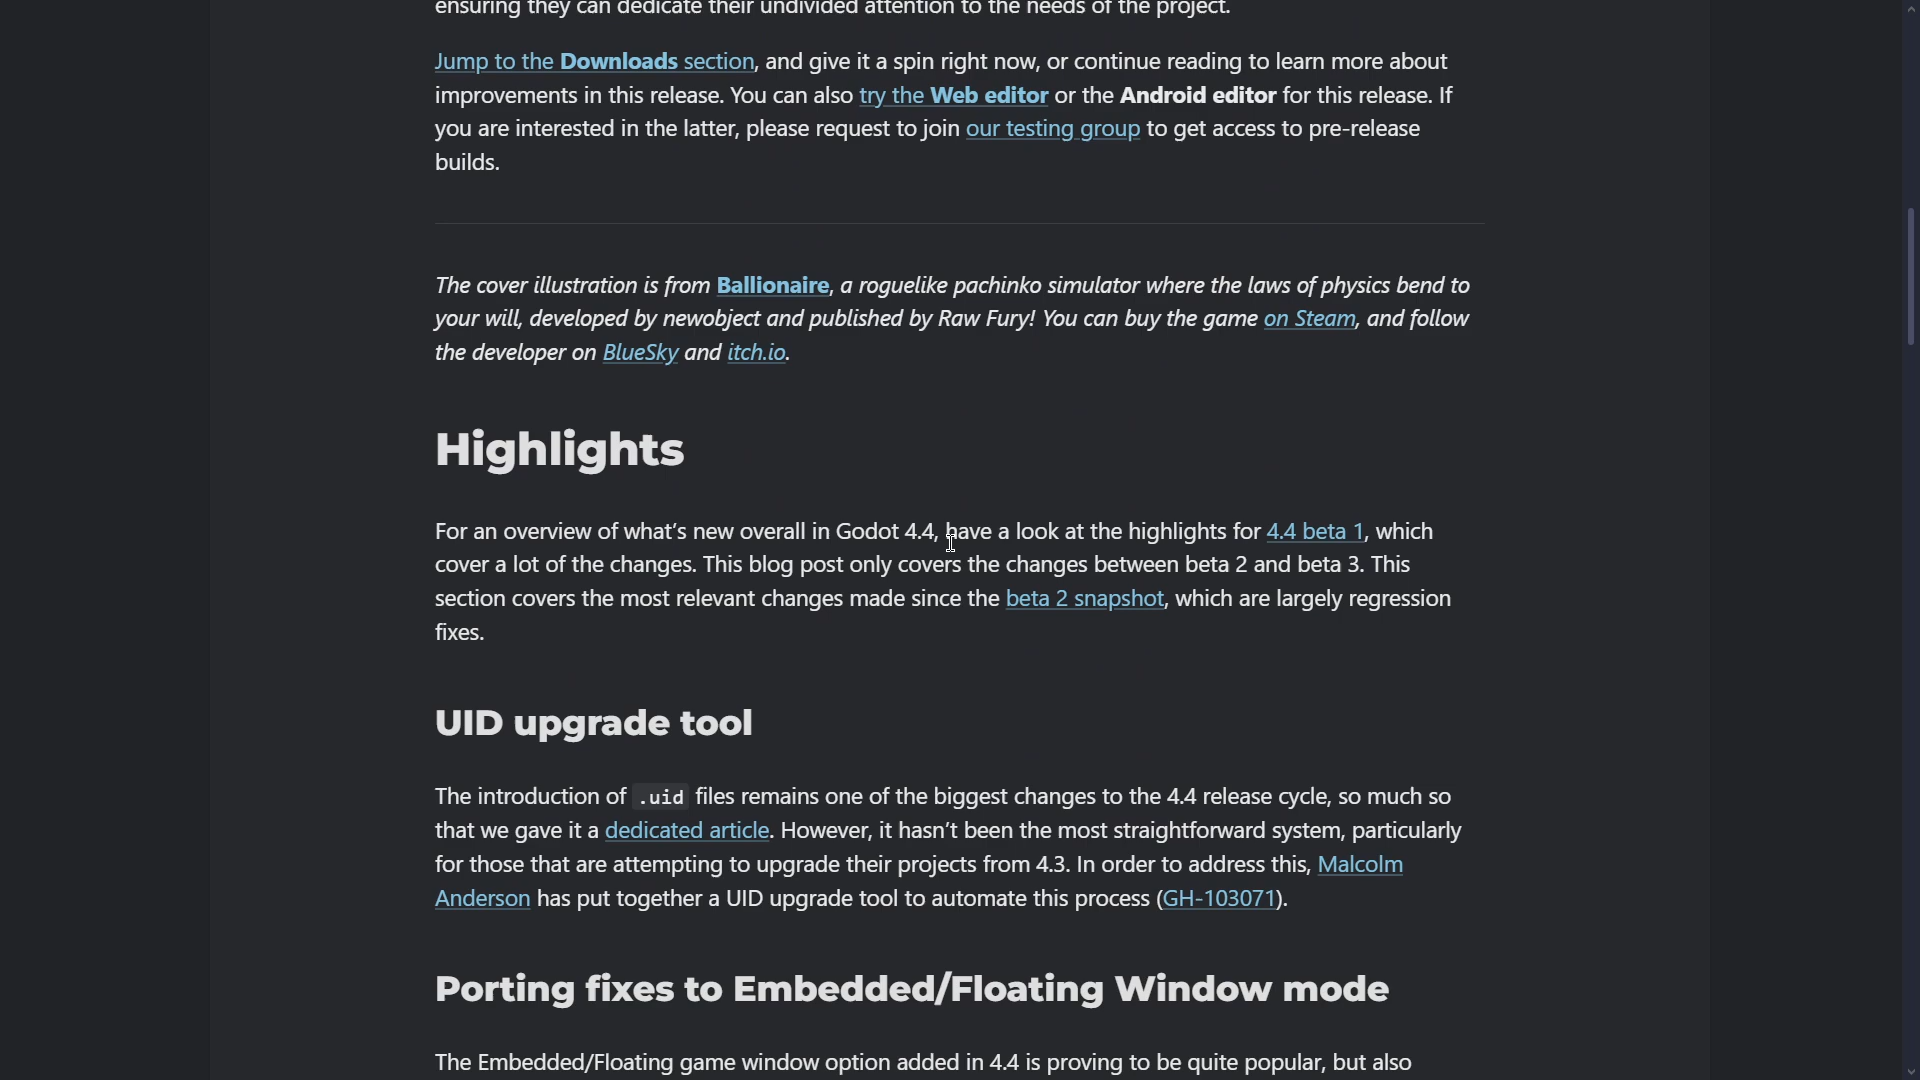 ensuring they can dedicate their undivided attention to the needs of the project.
Jump to the Downloads section, and give it a spin right now, or continue reading to learn more about
improvements in this release. You can also try the Web editor or the Android editor for this release. If
you are interested in the latter, please request to join our testing group to get access to pre-release
builds.
The cover illustration is from Ballionaire, a roguelike pachinko simulator where the laws of physics bend to
your will, developed by newobject and published by Raw Fury! You can buy the game on Steam, and follow
the developer on BlueSky and itch.io.
Highlights
For an overview of what’s new overall in Godot 4.4, have a look at the highlights for 4.4 beta 1, which
cover a lot of the changes. This blog post only covers the changes between beta 2 and beta 3. This
section covers the most relevant changes made since the beta 2 snapshot, which are largely regression
fixes.
UID upgrade tool
The introduction of .uid files remains one of the biggest changes to the 4.4 release cycle, so much so
that we gave it a dedicated article. However, it hasn’t been the most straightforward system, particularly
for those that are attempting to upgrade their projects from 4.3. In order to address this, Malcolm
Anderson has put together a UID upgrade tool to automate this process (GH-103071).
Porting fixes to Embedded/Floating Window mode
The Embedded/Floating game window option added in 4.4 is proving to be quite popular, but also